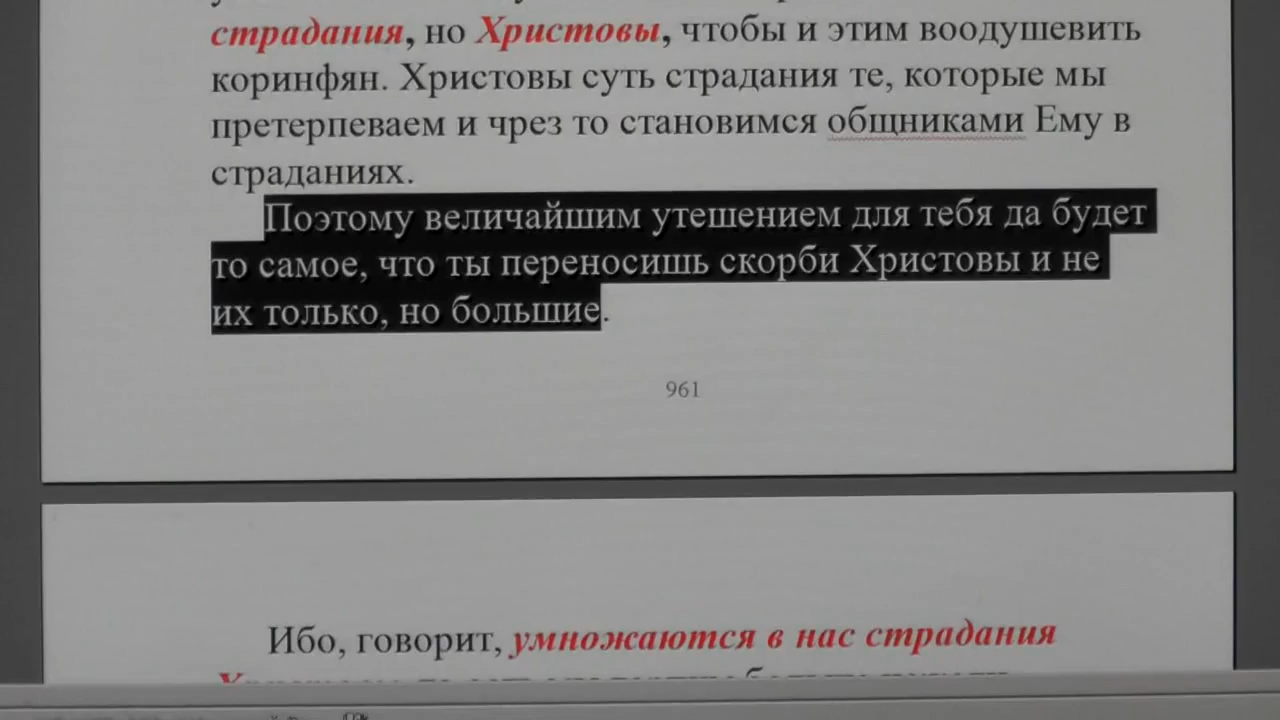 страдания, но Христовы, чтобы и этим воодушевить
коринфян. Христовы суть страдания те, которые мы
претерпеваем и чрез то становимся общниками Ему в
страданиях.
Поэтому величайшим утешением для тебя да будет
то самое, что ты переносишь скорби Христовы и не
их только, но большие.
961
Ибо, говорит, умножаются в нас страдания